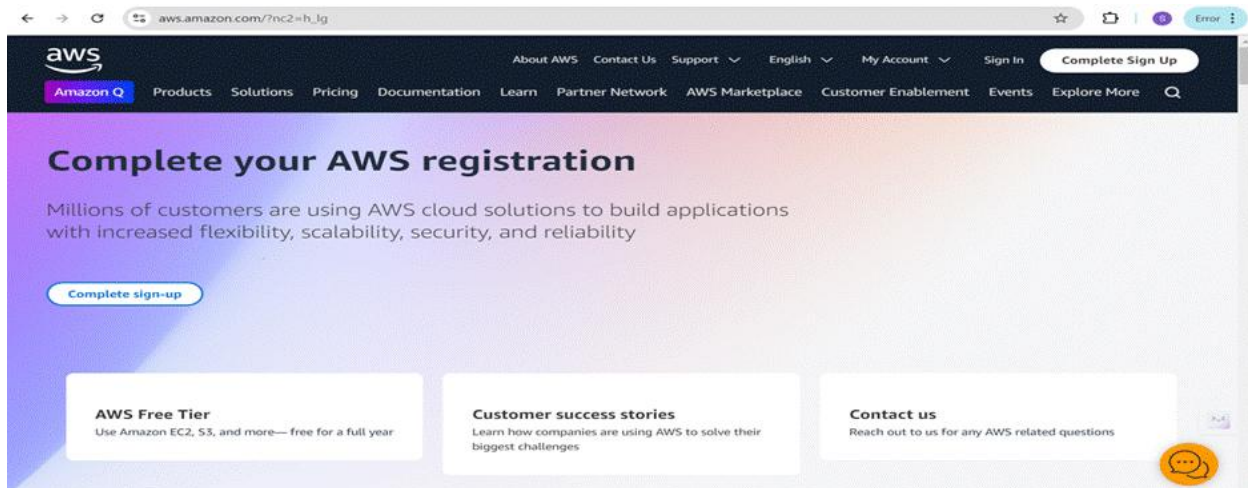 aws.amazon.com/?nc2=h_lg
S
Error
aws
About AWS Contact Us Support English My Account Sign In Complete Sign Up
Amazon Q Products Solutions Pricing Documentation Learn Partner Network AWS Marketplace Customer Enablement Events Explore More
Complete your AWS registration
Millions of customers are using AWS cloud solutions to build applications
with increased flexibility, scalability, security, and reliability
Complete sign-up
AWS Free Tier
Use Amazon EC2, S3, and more— free for a full year
Customer success stories
Learn how companies are using AWS to solve their
biggest challenges
Contact us
Reach out to us for any AWS related questions